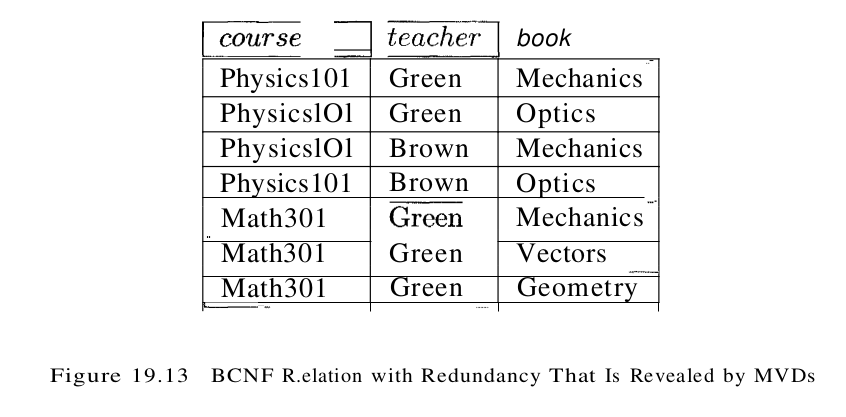 course teacher book
Physics101 Green Mechanics
PhysicslOl Green Optics
PhysicslOl Brown Mechanics
Physics101 Brown Optics
Math301 Green Mechanics
Math301 Green Vectors
Math301 Green Geometry
Figure 19.13 BCNF R.elation with Redundancy That Is Revealed by MVDs